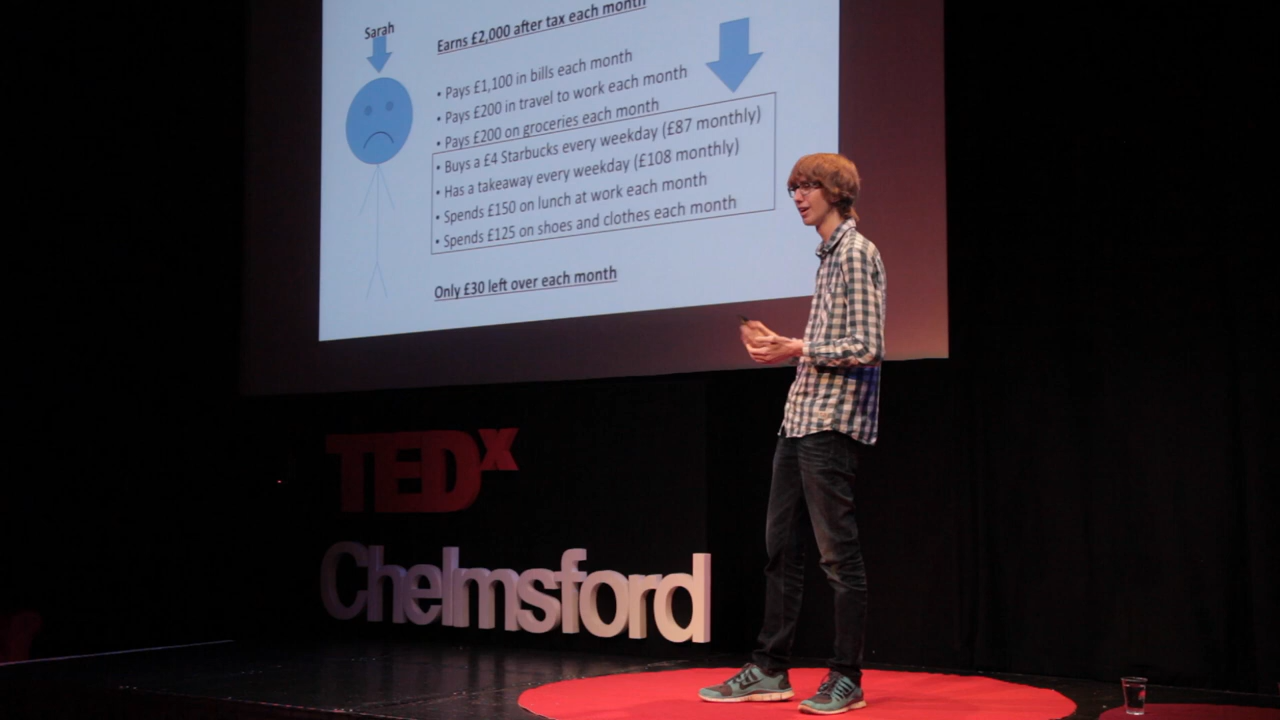 Sarah
Earns £2,000 after tax each month
• Pays £1,100 in bills each month
• Pays £200 in travel to work each month
• Pays £200 on groceries each month
• Buys a £4 Starbucks every weekday (£87 monthly)
• Has a takeaway every weekday (£108 monthly)
• Spends £150 on lunch at work each month
• Spends £125 on shoes and clothes each month
Only £30 left over each month
TEDx
Chelmsford